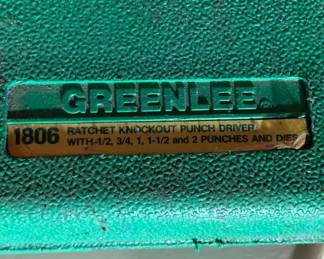 GREENLEE
1806 RATCHET KNOCKOUT PUNCH DRIVER
WITH-1/2, 3/4, 1, 1-1/2 and 2 PUNCHES AND DIES